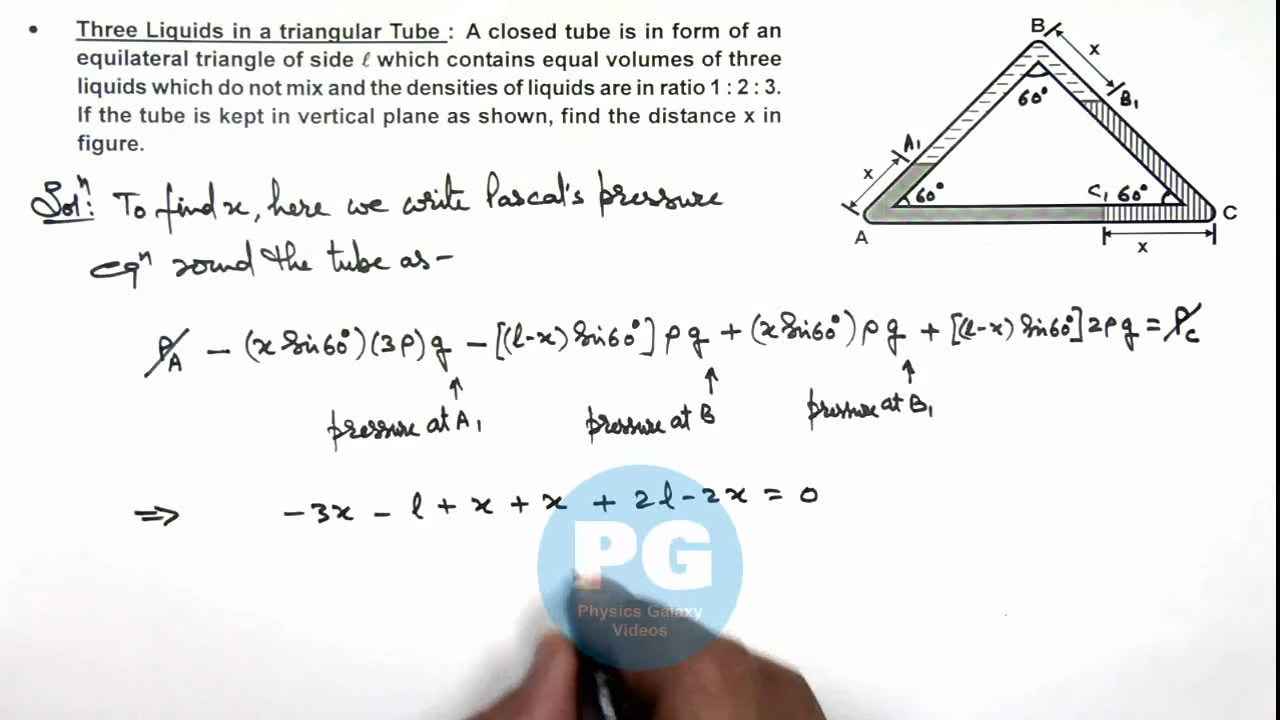 • Three Liquids in a triangular Tube : A closed tube is in form of an
equilateral triangle of side ℓ which contains equal volumes of three
liquids which do not mix and the densities of liquids are in ratio 1 : 2 : 3.
If the tube is kept in vertical plane as shown, find the distance x in
figure.
B
x
B₁
60°
A₁
x
60°
C₁ 60°
A
C
x
Solⁿ: To find x, here we write Pascal's pressure
eqⁿ round the tube as–
P_A – (x Sin60°)(3ρ)g – [(l-x) Sin60°] ρg + (x Sin60°) ρg + [(l-x) Sin60°] 2ρg = P_C
↑ ↑ ↑
pressure at A₁ pressure at B pressure at B₁
⇒ -3x - l + x + x + 2l - 2x = 0
PG
Physics Galaxy
Videos